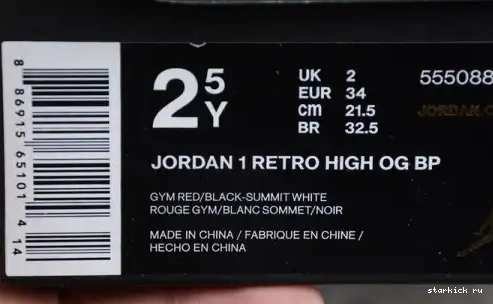 8 86915 65101 4 14
2 5 Y
UK 2
EUR 34
cm 21.5
BR 32.5
555088
JORDAN.C
JORDAN 1 RETRO HIGH OG BP
GYM RED/BLACK-SUMMIT WHITE
ROUGE GYM/BLANC SOMMET/NOIR
MADE IN CHINA / FABRIQUE EN CHINE /
HECHO EN CHINA
starkick ru